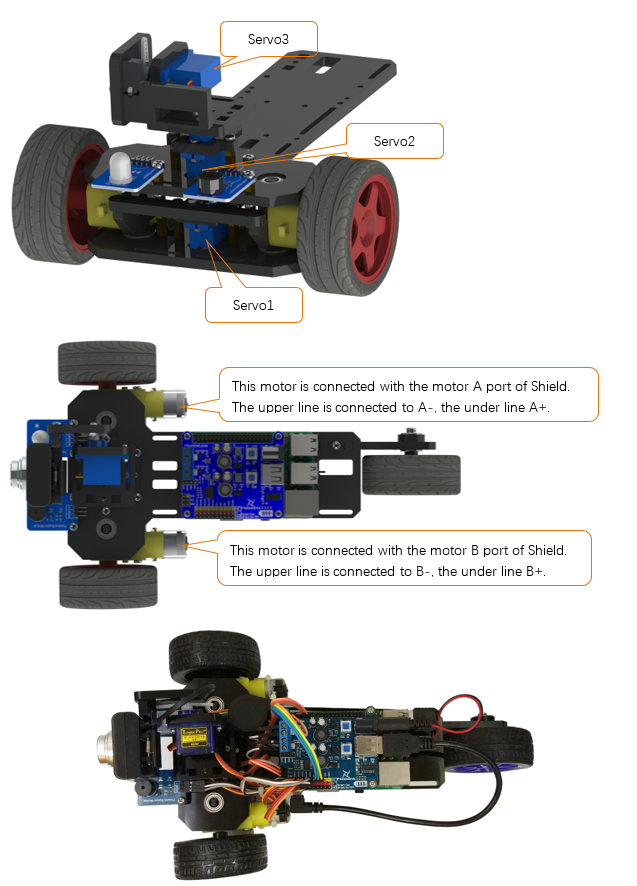 Servo3
Servo2
Servo1
This motor is connected with the motor A port of Shield.
The upper line is connected to A-, the under line A+.
This motor is connected with the motor B port of Shield.
The upper line is connected to B-, the under line B+.